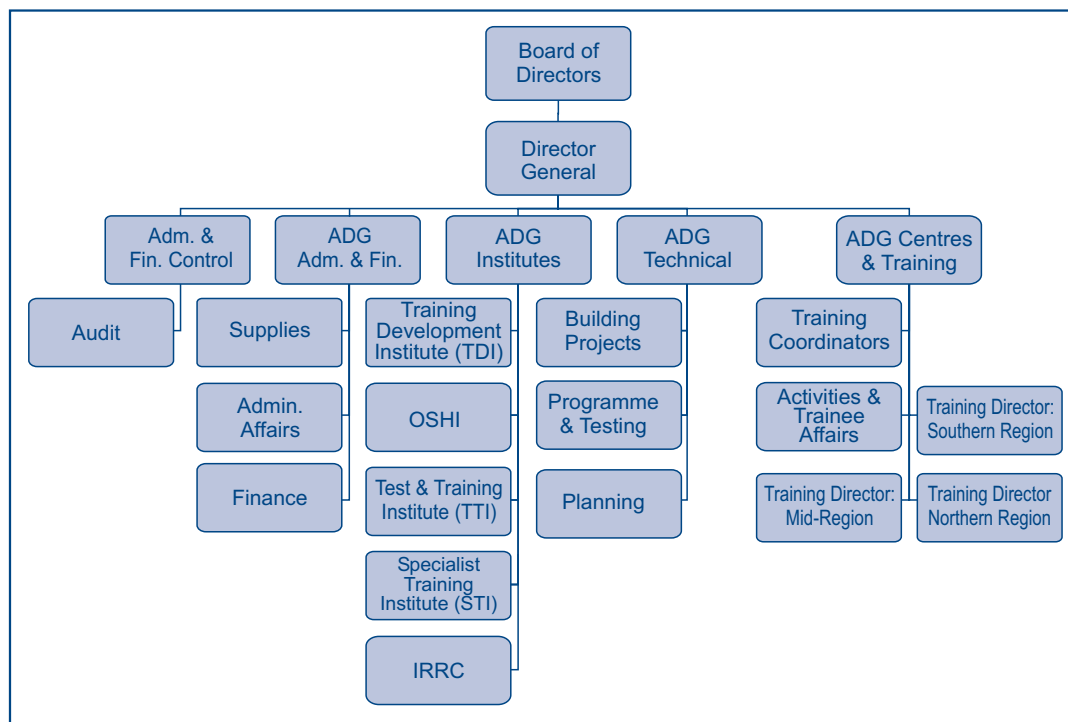 Board of
Directors
Director
General
Adm. &
Fin. Control
ADG
Adm. & Fin.
ADG
Institutes
ADG
Technical
ADG Centres
& Training
Audit
Supplies
Training
Development
Institute (TDI)
Building
Projects
Training
Coordinators
Admin.
Affairs
OSHI
Programme
& Testing
Activities &
Trainee
Affairs
Training Director:
Southern Region
Finance
Test & Training
Institute (TTI)
Planning
Training Director:
Mid-Region
Training Director
Northern Region
Specialist
Training
Institute (STI)
IRRC